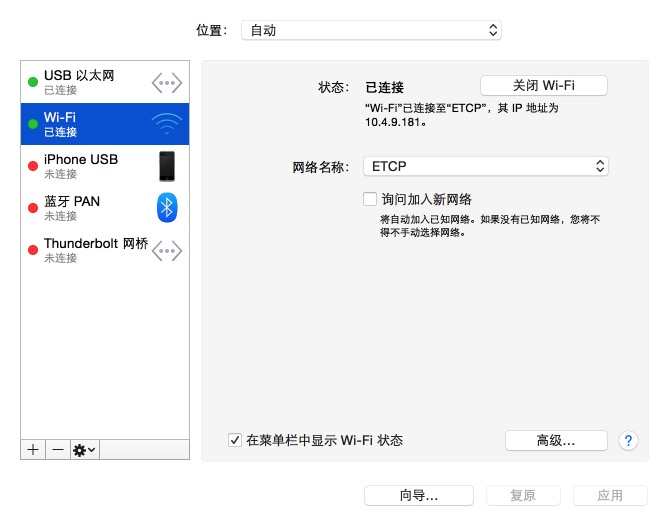 位置： 自动
USB 以太网
已连接
Wi-Fi
已连接
iPhone USB
未连接
蓝牙 PAN
未连接
Thunderbolt 网桥
未连接
状态： 已连接 关闭 Wi-Fi
“Wi-Fi”已连接至“ETCP”，其 IP 地址为
10.4.9.181。
网络名称： ETCP
询问加入新网络
将自动加入已知网络。如果没有已知网络，您将不
得不手动选择网络。
在菜单栏中显示 Wi-Fi 状态 高级... ?
向导... 复原 应用